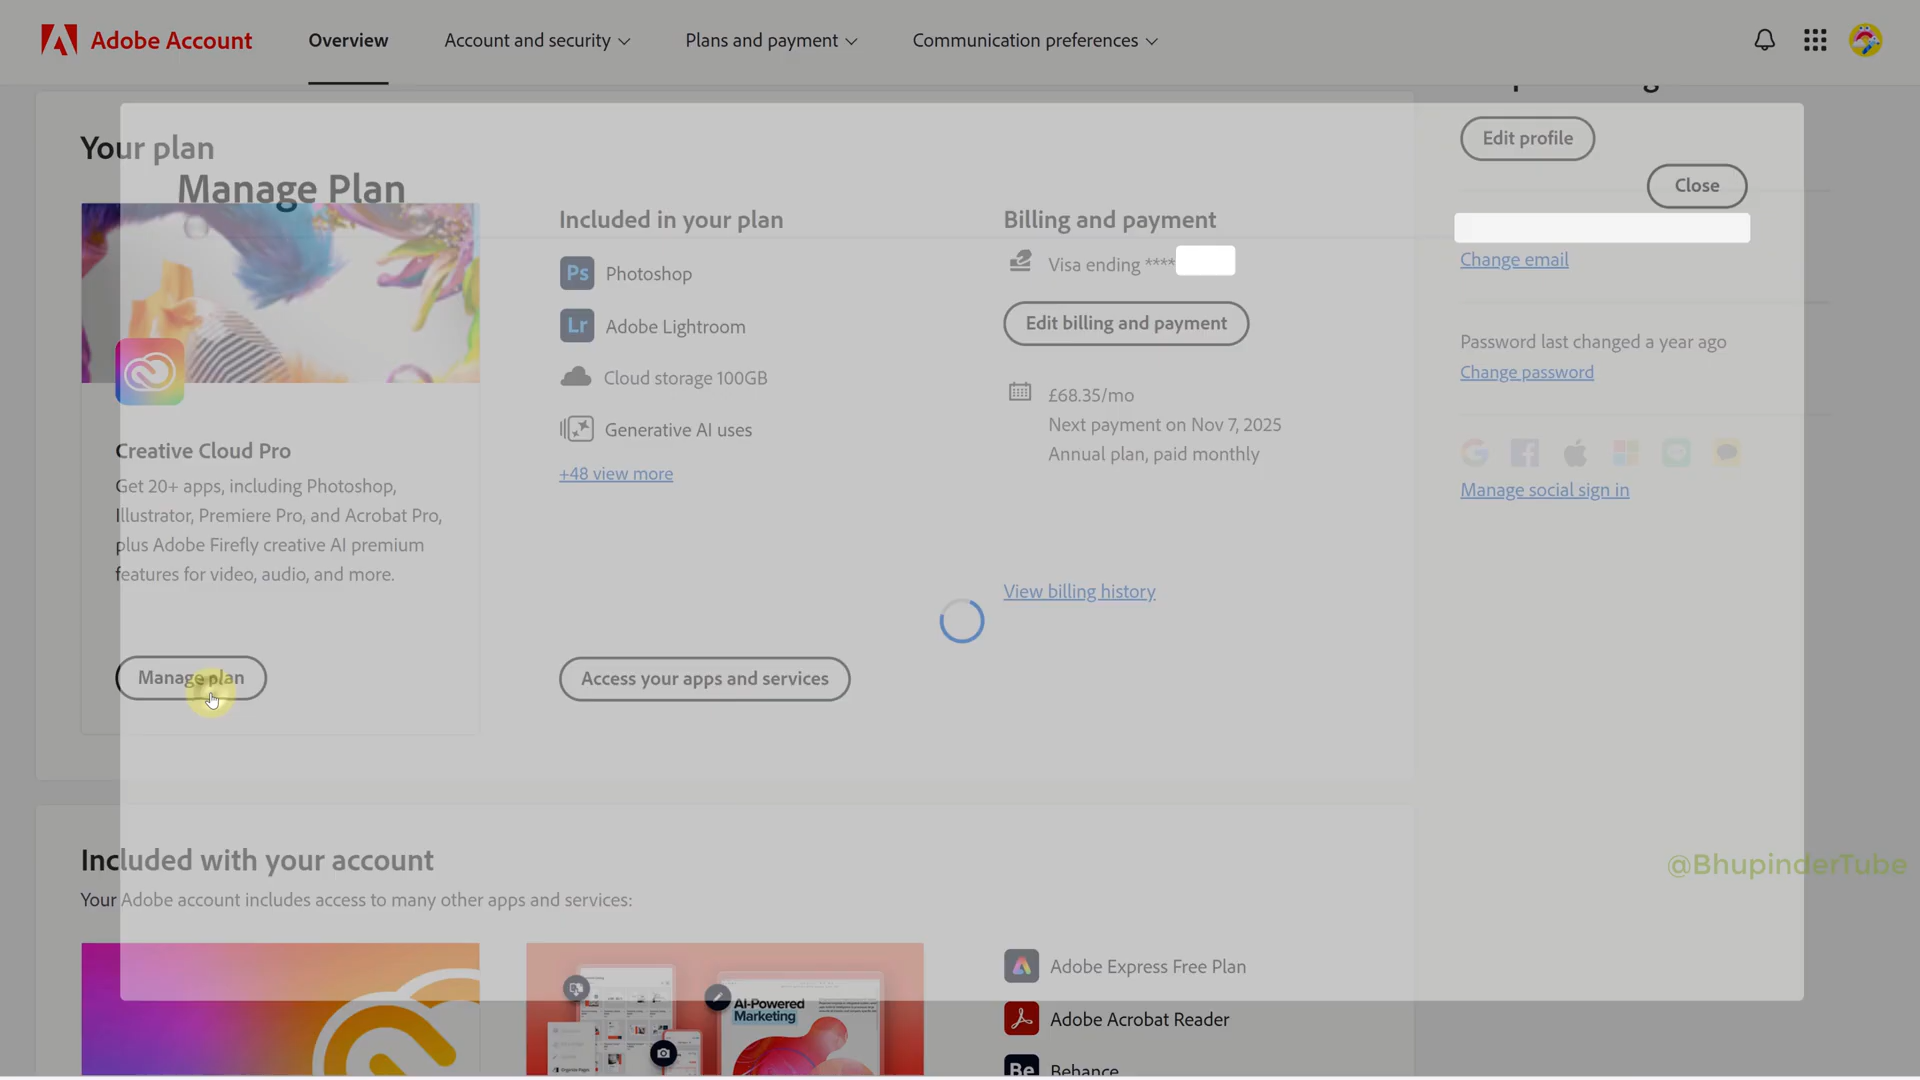 Adobe Account
Overview
Account and security
Plans and payment
Communication preferences
Your plan
Manage Plan
Close
Edit profile
Change email
Password last changed a year ago
Change password
Manage social sign in
Creative Cloud Pro
Get 20+ apps, including Photoshop,
Illustrator, Premiere Pro, and Acrobat Pro,
plus Adobe Firefly creative AI premium
features for video, audio, and more.
Manage plan
Included in your plan
Ps Photoshop
Lr Adobe Lightroom
Cloud storage 100GB
Generative AI uses
+48 view more
Access your apps and services
Billing and payment
Visa ending ****
Edit billing and payment
£68.35/mo
Next payment on Nov 7, 2025
Annual plan, paid monthly
View billing history
@BhupinderTube
Included with your account
Your Adobe account includes access to many other apps and services:
AI-Powered
Marketing
Adobe Express Free Plan
Adobe Acrobat Reader
Be Behance